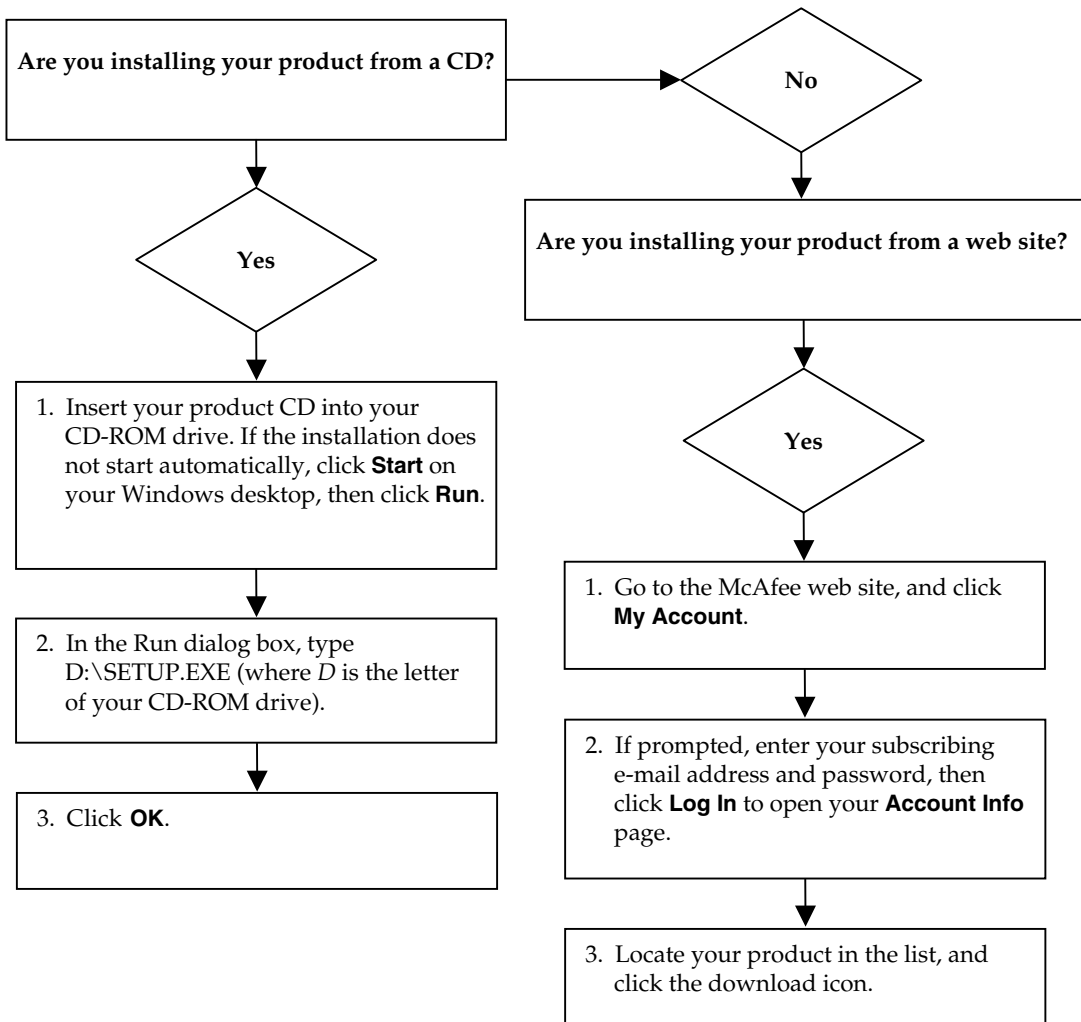 Are you installing your product from a CD?
No
Yes
Are you installing your product from a web site?
Yes
1. Insert your product CD into your
CD-ROM drive. If the installation does
not start automatically, click Start on
your Windows desktop, then click Run.
2. In the Run dialog box, type
D:\SETUP.EXE (where D is the letter
of your CD-ROM drive).
3. Click OK.
1. Go to the McAfee web site, and click
My Account.
2. If prompted, enter your subscribing
e-mail address and password, then
click Log In to open your Account Info
page.
3. Locate your product in the list, and
click the download icon.